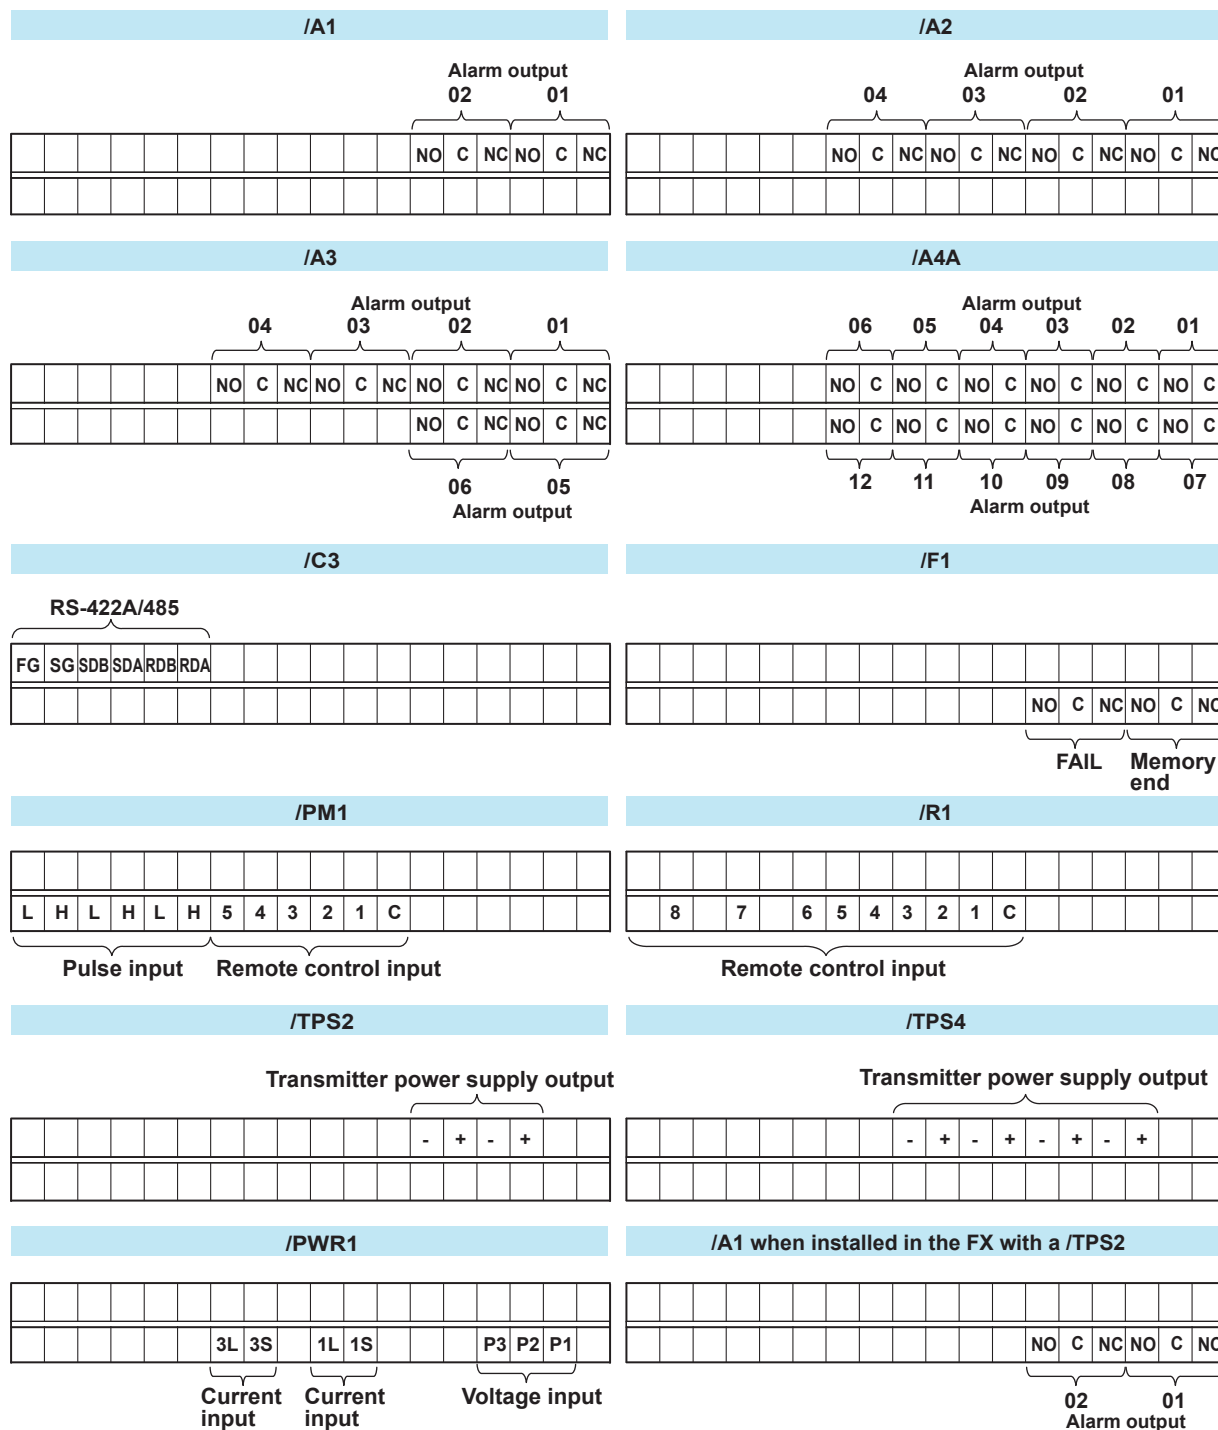 /A1
Alarm output
02 01
NO C NC NO C NC
/A2
Alarm output
04 03 02 01
NO C NC NO C NC NO C NC NO C NC
/A3
Alarm output
04 03 02 01
NO C NC NO C NC NO C NC NO C NC
NO C NC NO C NC
06 05
Alarm output
/A4A
Alarm output
06 05 04 03 02 01
NO C NO C NO C NO C NO C NO C
NO C NO C NO C NO C NO C NO C
12 11 10 09 08 07
Alarm output
/C3
RS-422A/485
FG SG SDB SDA RDB RDA
/F1
NO C NC NO C NC
FAIL Memory
end
/PM1
L H L H L H 5 4 3 2 1 C
Pulse input Remote control input
/R1
8 7 6 5 4 3 2 1 C
Remote control input
/TPS2
Transmitter power supply output
- + - +
/TPS4
Transmitter power supply output
- + - + - + - +
/PWR1
3L 3S 1L 1S P3 P2 P1
Current Current Voltage input
input input
/A1 when installed in the FX with a /TPS2
NO C NC NO C NC
02 01
Alarm output